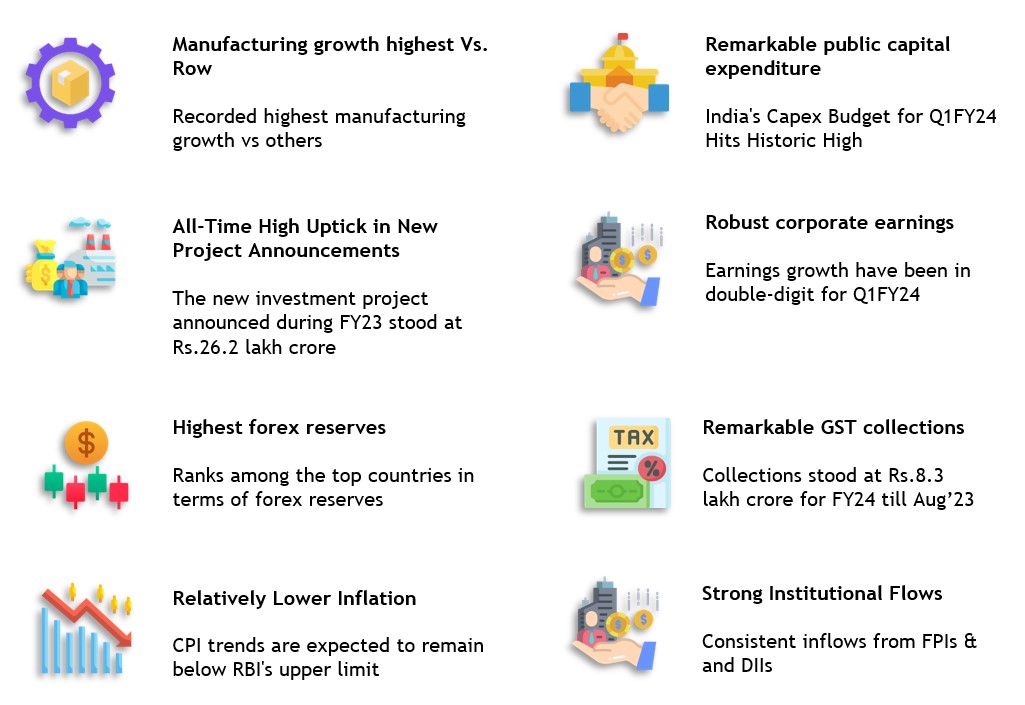 Manufacturing growth highest Vs.
Row
Recorded highest manufacturing
growth vs others
Remarkable public capital
expenditure
India's Capex Budget for Q1FY24
Hits Historic High
All-Time High Uptick in New
Project Announcements
The new investment project
announced during FY23 stood at
Rs.26.2 lakh crore
Robust corporate earnings
Earnings growth have been in
double-digit for Q1FY24
Highest forex reserves
Ranks among the top countries in
terms of forex reserves
TAX
%
Remarkable GST collections
Collections stood at Rs.8.3
lakh crore for FY24 till Aug’23
Relatively Lower Inflation
CPI trends are expected to remain
below RBI's upper limit
Strong Institutional Flows
Consistent inflows from FPIs &
and DIIs